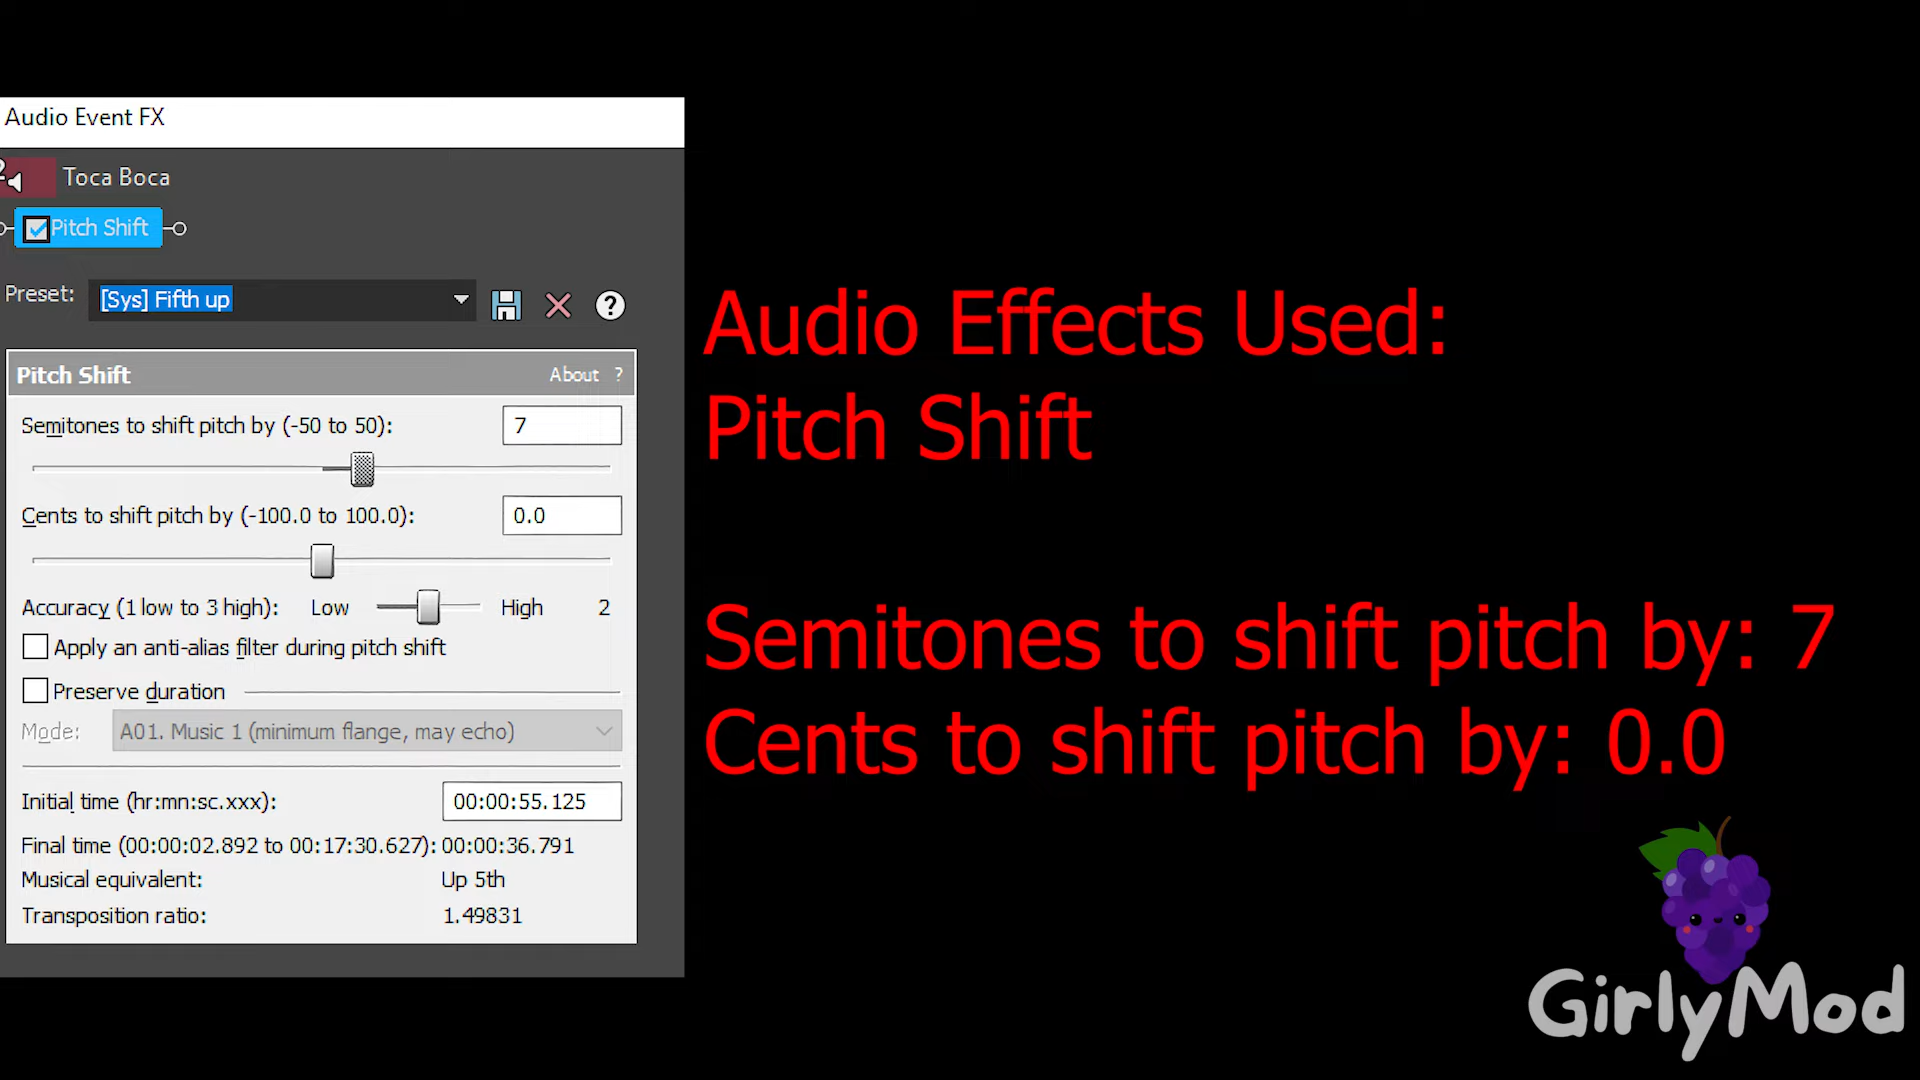 Audio Event FX
Toca Boca
Pitch Shift
Preset: [Sys] Fifth up
Pitch Shift About ?
Semitones to shift pitch by (-50 to 50): 7
Cents to shift pitch by (-100.0 to 100.0): 0.0
Accuracy (1 low to 3 high): Low High 2
Apply an anti-alias filter during pitch shift
Preserve duration
Mode: A01. Music 1 (minimum flange, may echo)
Initial time (hr:mn:sc.xxx): 00:00:55.125
Final time (00:00:02.892 to 00:17:30.627): 00:00:36.791
Musical equivalent: Up 5th
Transposition ratio: 1.49831
Audio Effects Used:
Pitch Shift
Semitones to shift pitch by: 7
Cents to shift pitch by: 0.0
GirlyMod